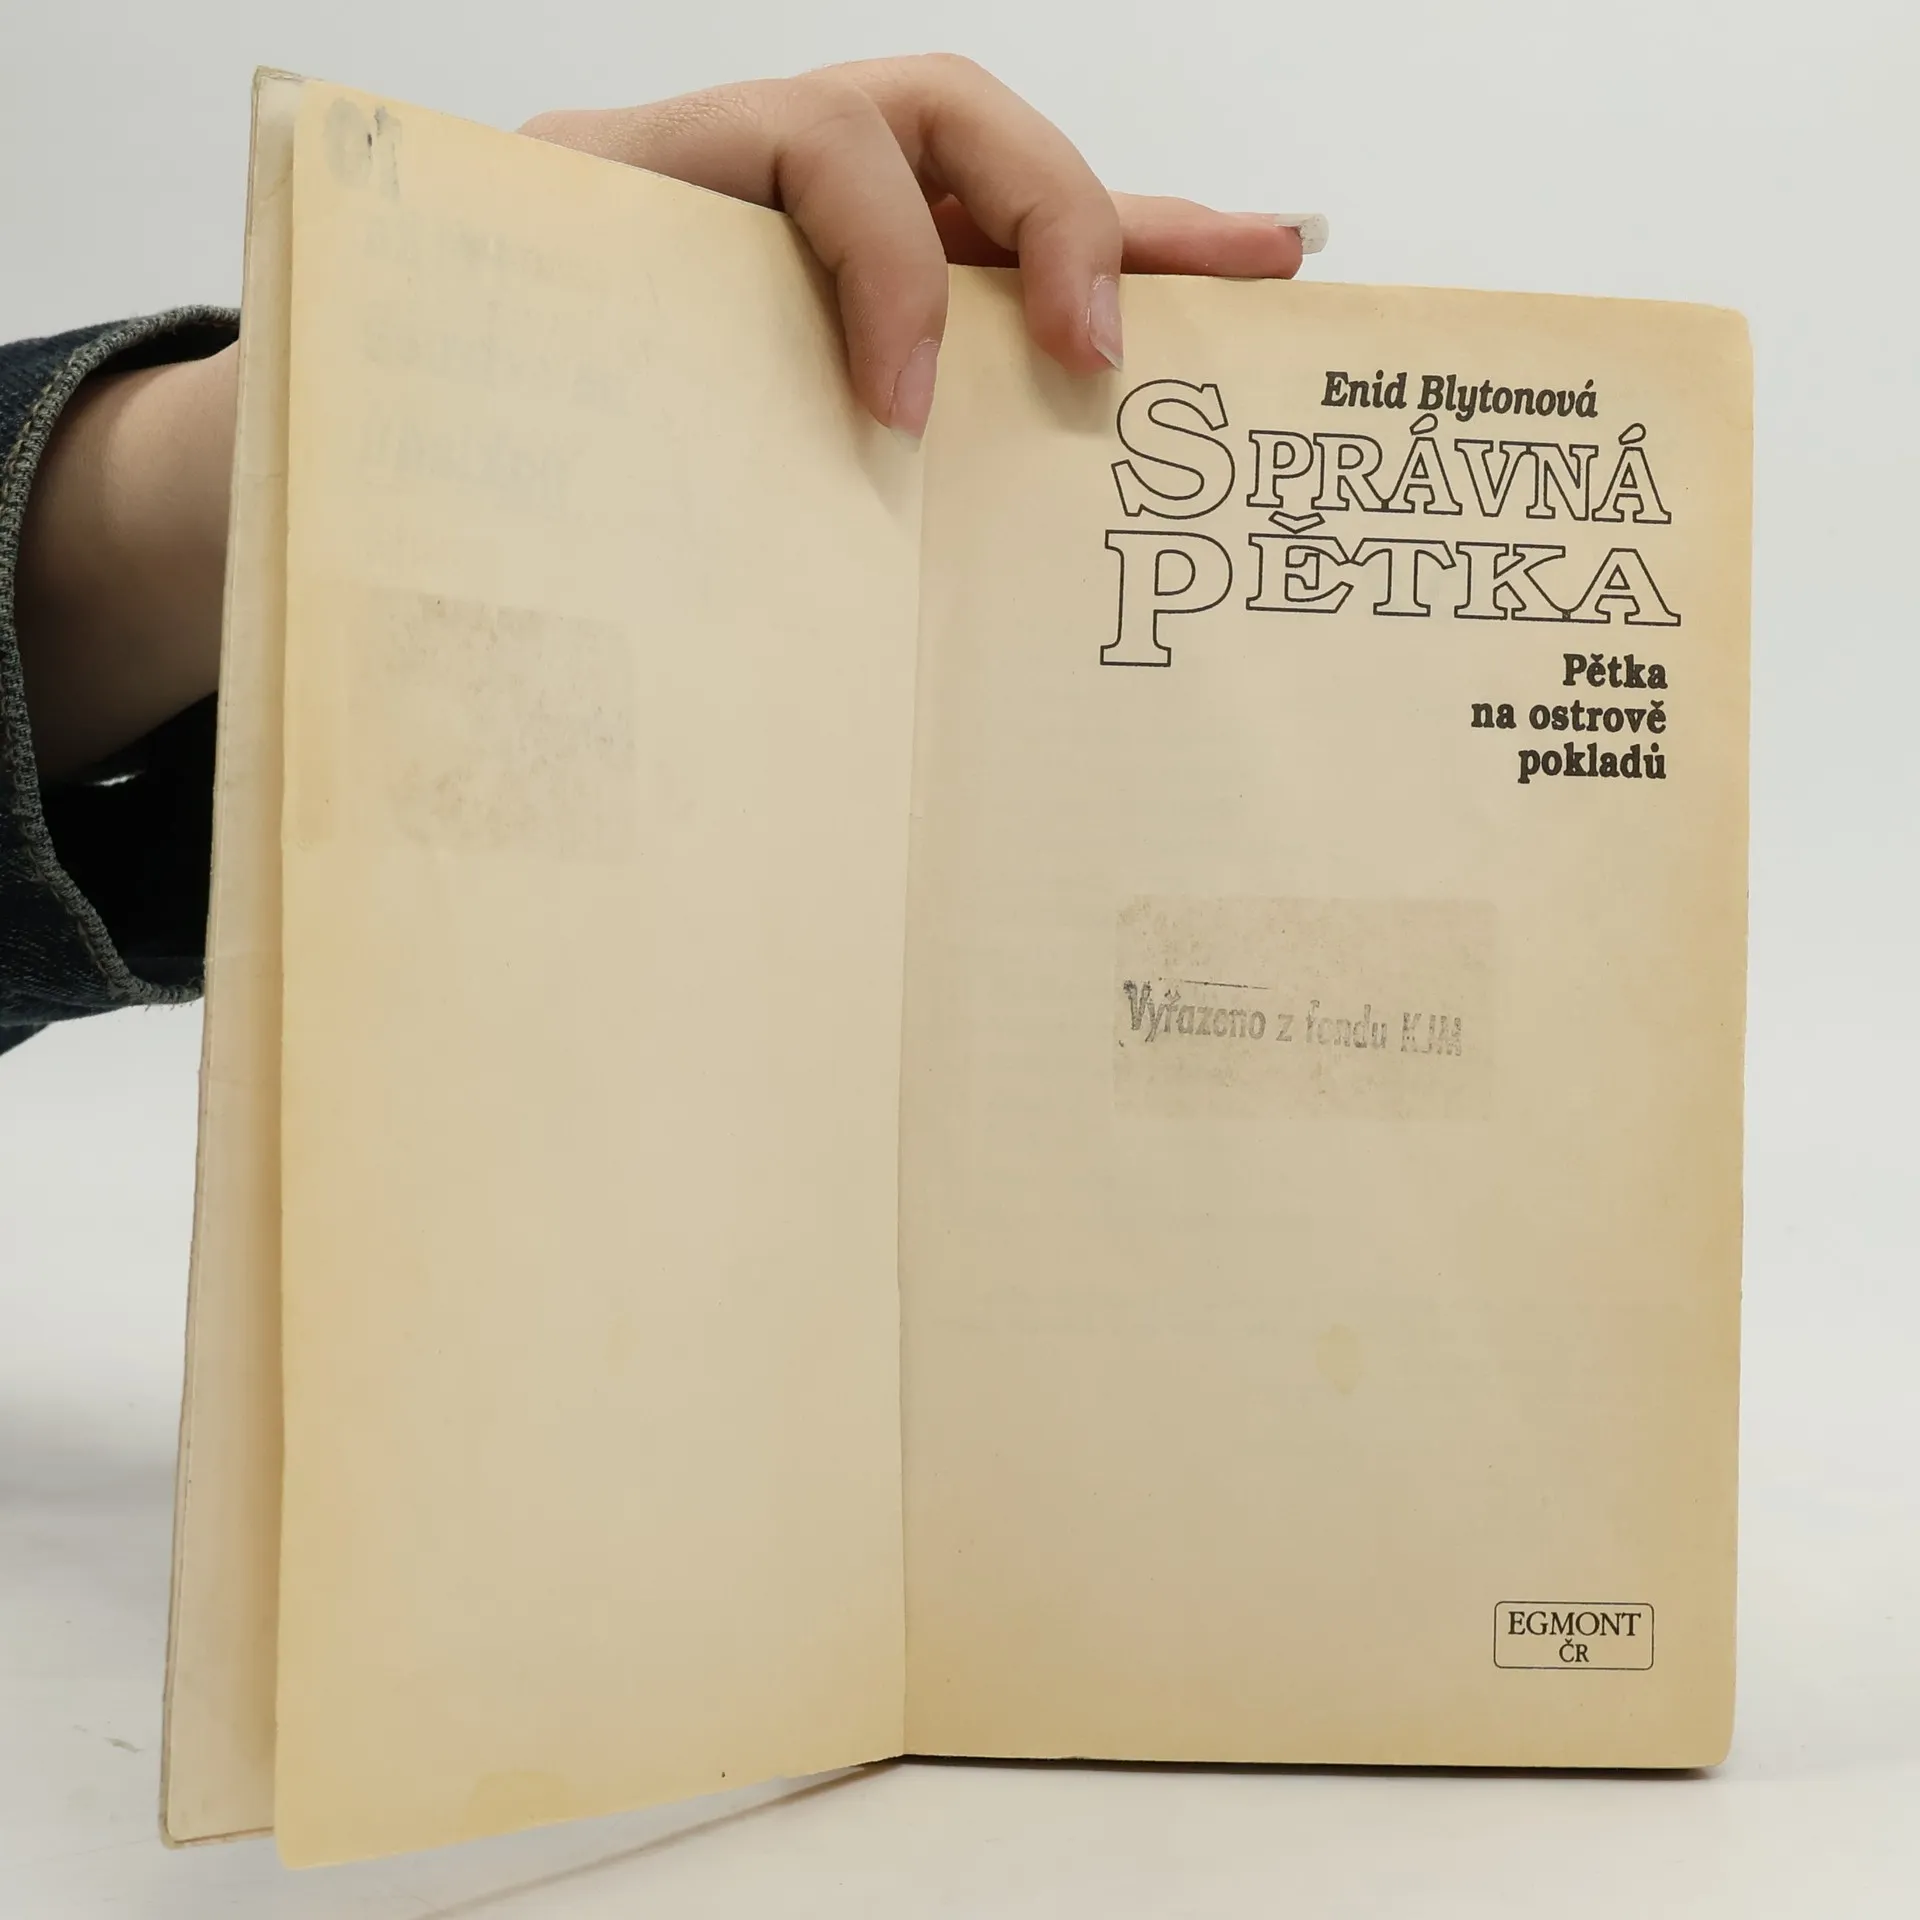 Enid Blytonová
SPRÁVNÁ
PĚTKA
Pětka
na ostrově
pokladů
Vyřazeno z fondu KJM
EGMONT
ČR